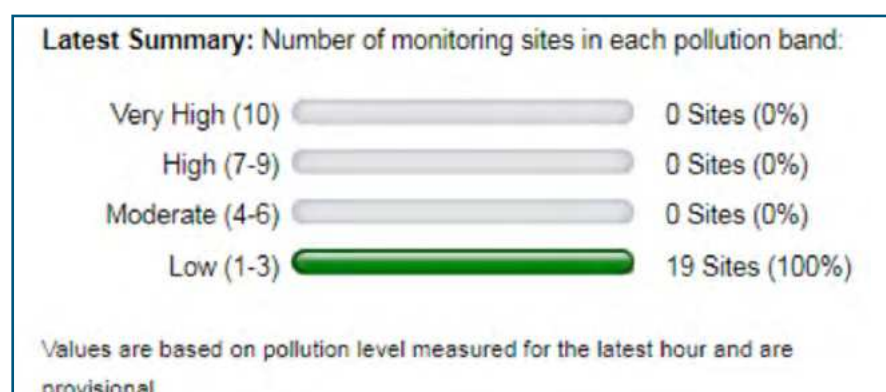 Latest Summary: Number of monitoring sites in each pollution band:
Very High (10) 0 Sites (0%)
High (7-9) 0 Sites (0%)
Moderate (4-6) 0 Sites (0%)
Low (1-3) 19 Sites (100%)
Values are based on pollution level measured for the latest hour and are
provisional